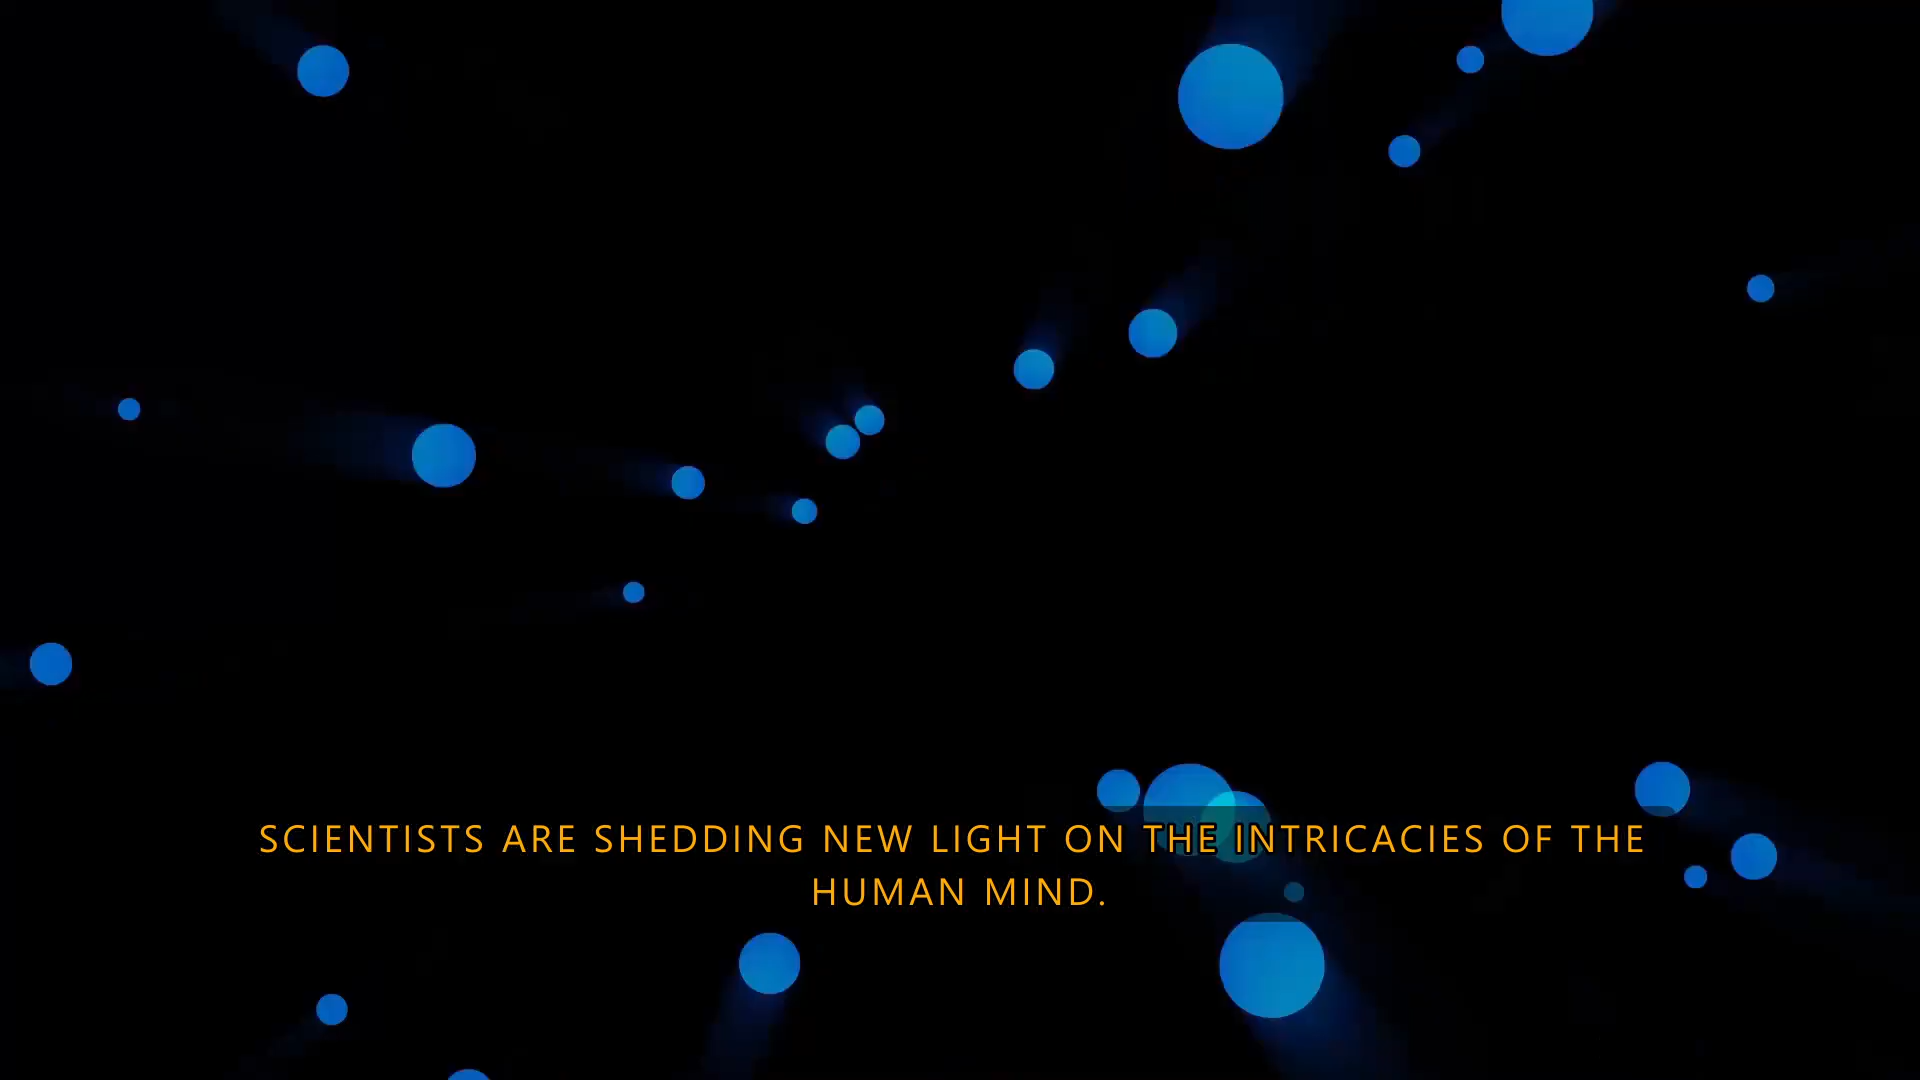 SCIENTISTS ARE SHEDDING NEW LIGHT ON THE INTRICACIES OF THE
HUMAN MIND.